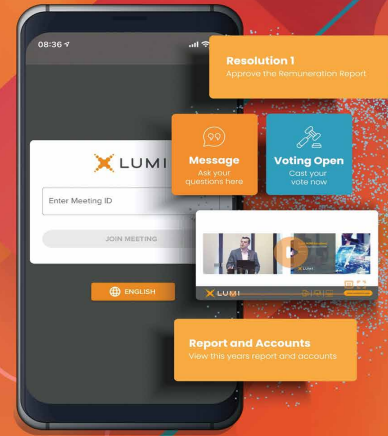 08:36
Resolution 1
Approve the Remuneration Report
LUMI
Message
Ask your
questions here
Voting Open
Cast your
vote now
Enter Meeting ID
JOIN MEETING
ENGLISH
LUMI
Report and Accounts
View this years report and accounts